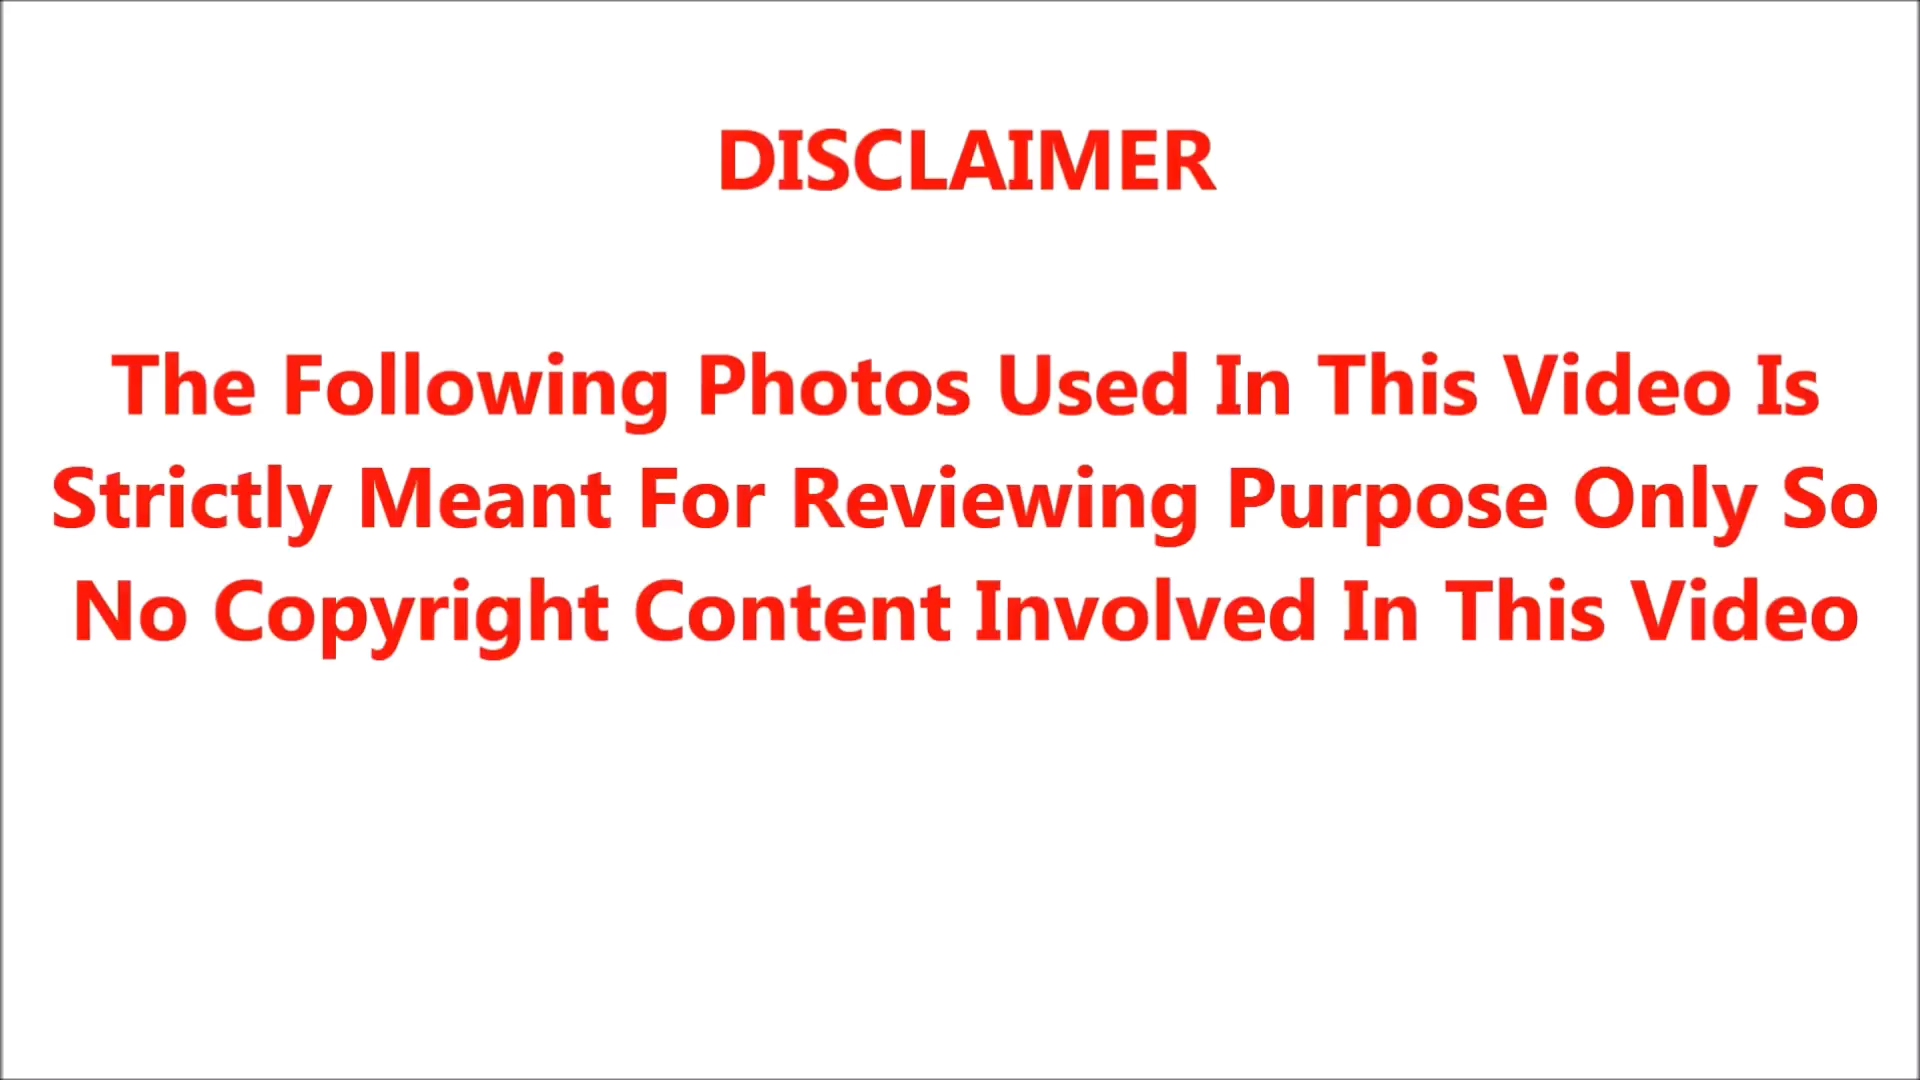 DISCLAIMER
The Following Photos Used In This Video Is
Strictly Meant For Reviewing Purpose Only So
No Copyright Content Involved In This Video